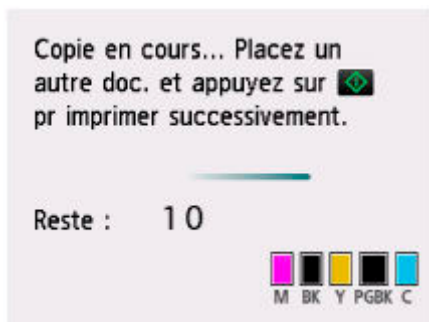 Copie en cours... Placez un
autre doc. et appuyez sur
pr imprimer successivement.
Reste : 10
M BK Y PGBK C